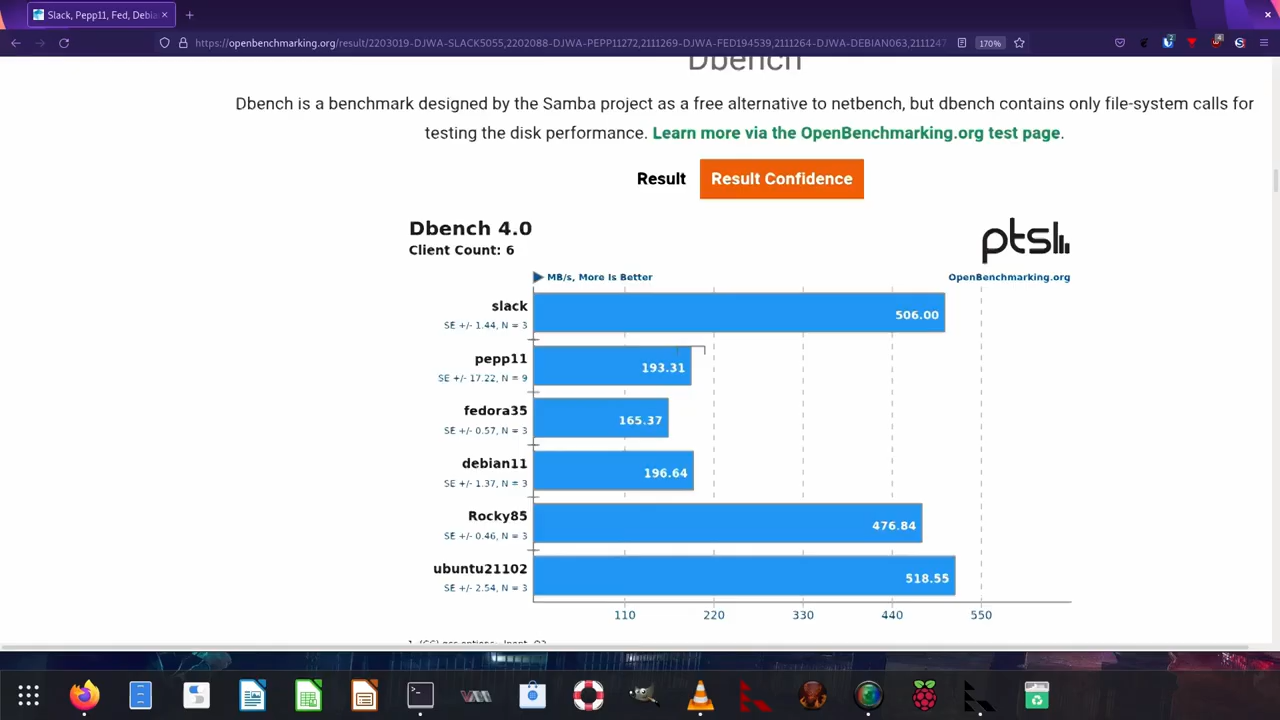 Slack, Pepp11, Fed, Debia
https://openbenchmarking.org/result/2203019-DJWA-SLACK5055,2202088-DJWA-PEPP11272,2111269-DJWA-FED194539,2111264-DJWA-DEBIAN063,2111247
170%
Dbench
Dbench is a benchmark designed by the Samba project as a free alternative to netbench, but dbench contains only file-system calls for
testing the disk performance. Learn more via the OpenBenchmarking.org test page.
Result Result Confidence
Dbench 4.0
Client Count: 6
ptsl
MB/s, More Is Better
OpenBenchmarking.org
slack
SE +/- 1.44, N = 3
506.00
pepp11
SE +/- 17.22, N = 9
193.31
fedora35
SE +/- 0.57, N = 3
165.37
debian11
SE +/- 1.37, N = 3
196.64
Rocky85
SE +/- 0.46, N = 3
476.84
ubuntu21102
SE +/- 2.54, N = 3
518.55
110 220 330 440 550